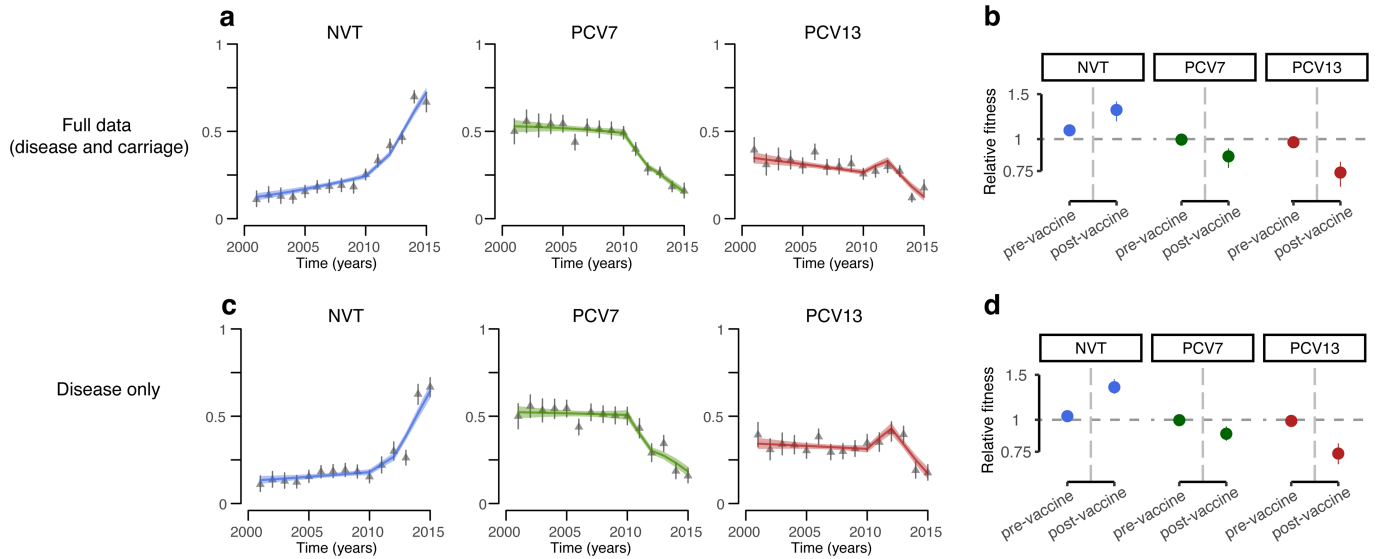 a
NVT
PCV7
PCV13
b
NVT
PCV7
PCV13
Full data
(disease and carriage)
1
0.5
0
1
0.5
0
1
0.5
0
Relative fitness
1.5
1
0.75
2000
2005
2010
2015
2000
2005
2010
2015
2000
2005
2010
2015
Time (years)
Time (years)
Time (years)
pre-vaccine
post-vaccine
pre-vaccine
post-vaccine
pre-vaccine
post-vaccine
c
NVT
PCV7
PCV13
d
NVT
PCV7
PCV13
Disease only
1
0.5
0
1
0.5
0
1
0.5
0
Relative fitness
1.5
1
0.75
2000
2005
2010
2015
2000
2005
2010
2015
2000
2005
2010
2015
Time (years)
Time (years)
Time (years)
pre-vaccine
post-vaccine
pre-vaccine
post-vaccine
pre-vaccine
post-vaccine